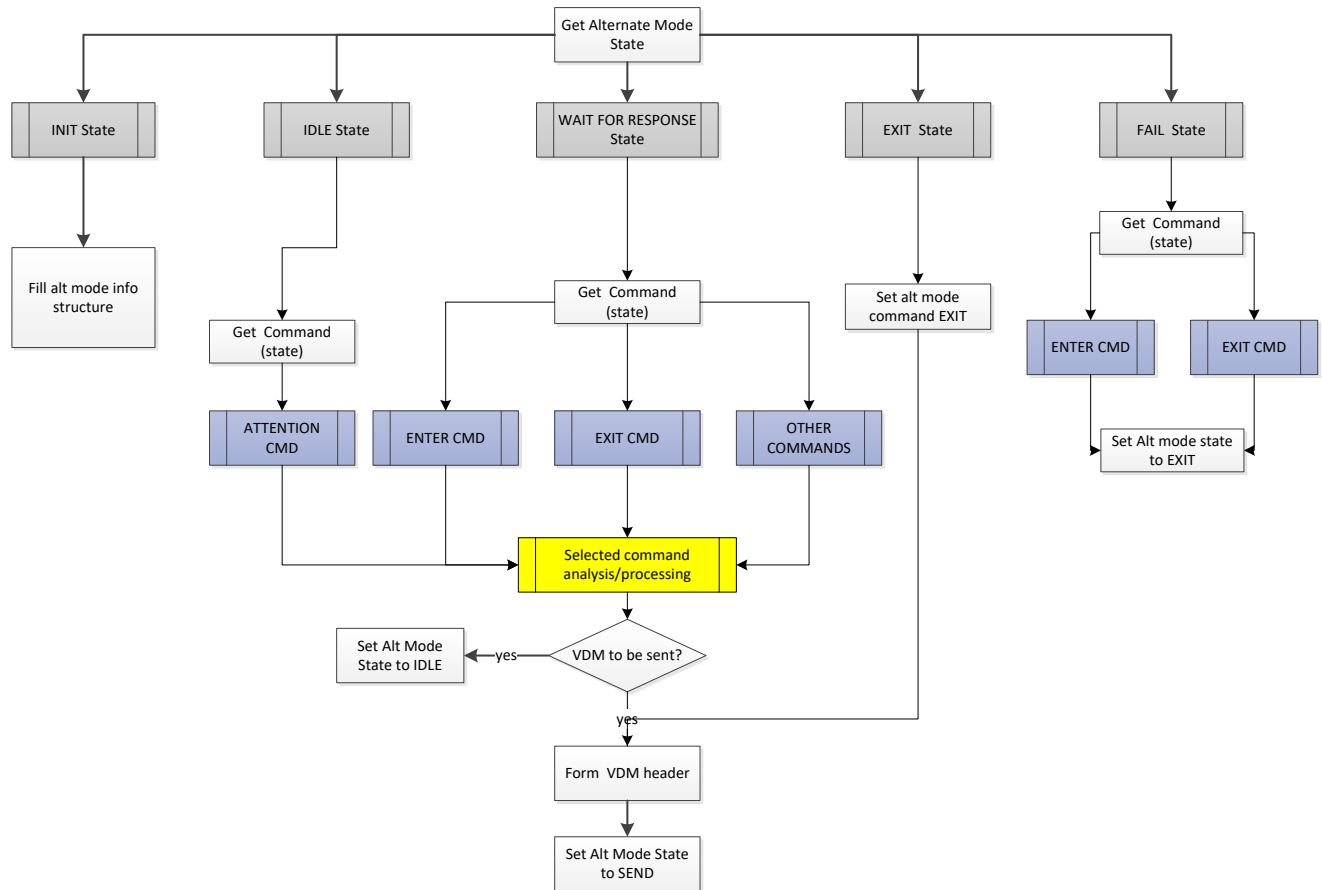 Get Alternate Mode
State
INIT State
IDLE State
WAIT FOR RESPONSE
State
EXIT State
FAIL State
Get Command
(state)
Fill alt mode info
structure
Get Command
(state)
Set alt mode
command EXIT
Get Command
(state)
ENTER CMD
EXIT CMD
ATTENTION
CMD
ENTER CMD
EXIT CMD
OTHER
COMMANDS
Set Alt mode state
to EXIT
Selected command
analysis/processing
Set Alt Mode
State to IDLE
yes
VDM to be sent?
yes
Form VDM header
Set Alt Mode State
to SEND